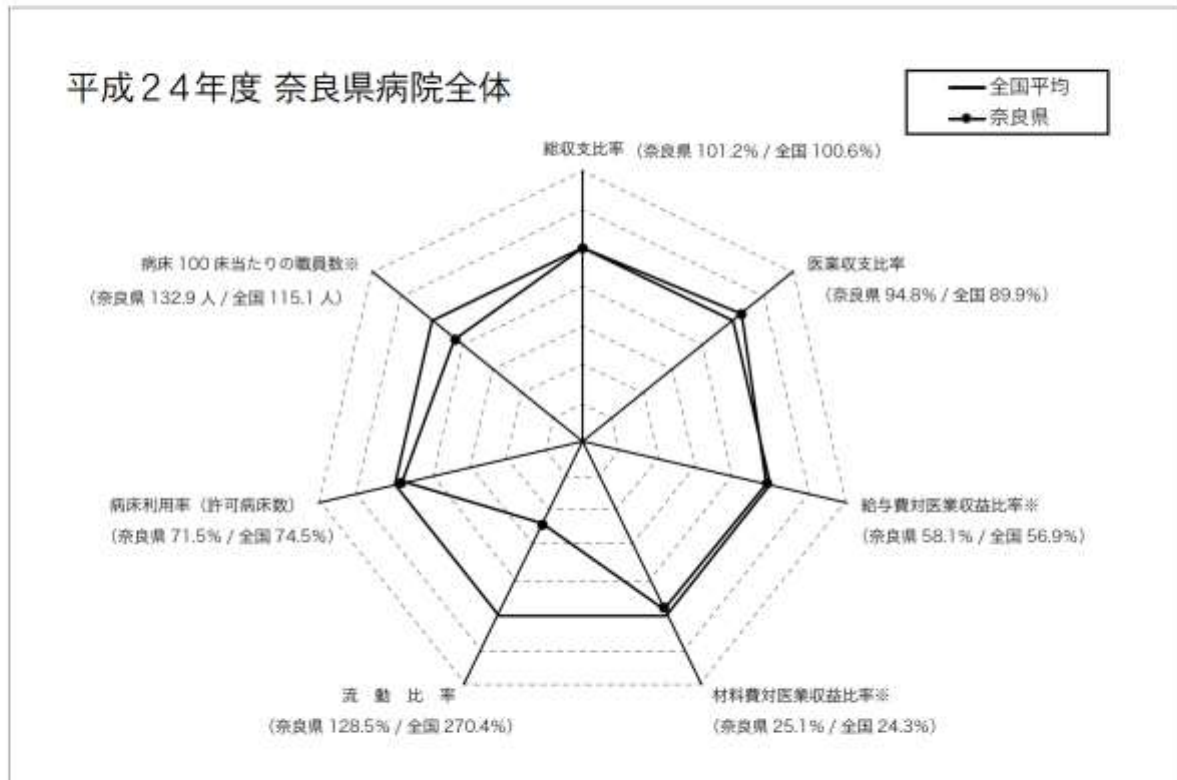 平成24年度 奈良県病院全体
全国平均
奈良県
総収支比率 (奈良県 101.2% / 全国 100.6%)
病床 100 床当たりの職員数※
(奈良県 132.9 人 / 全国 115.1 人)
医業収支比率
(奈良県 94.8% / 全国 89.9%)
病床利用率（許可病床数）
(奈良県 71.5% / 全国 74.5%)
給与費対医業収益比率※
(奈良県 58.1% / 全国 56.9%)
流動比率
(奈良県 128.5% / 全国 270.4%)
材料費対医業収益比率※
(奈良県 25.1% / 全国 24.3%)